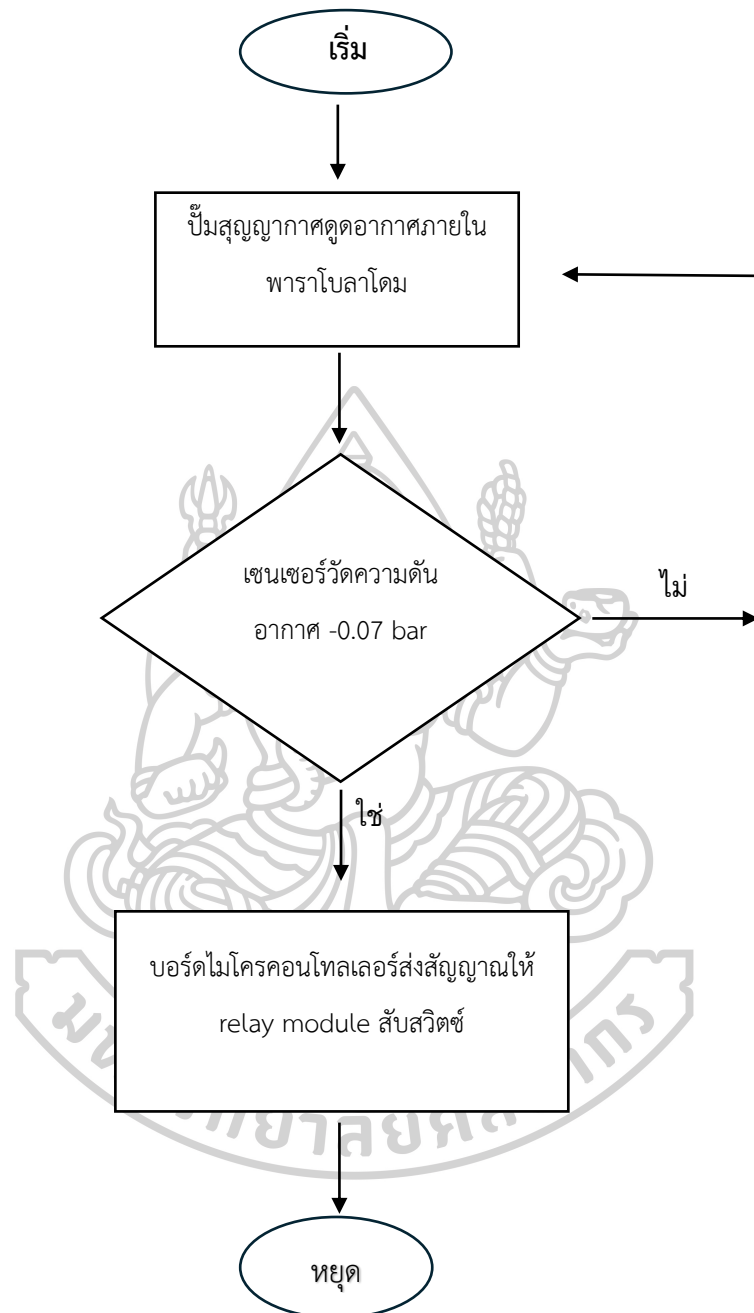 เริ่ม
ปั๊มสุญญากาศดูดอากาศภายใน
พาราโบลาโดม
เซนเซอร์วัดความดัน
อากาศ -0.07 bar
ไม่
ใช่
บอร์ดไมโครคอนโทลเลอร์ส่งสัญญาณให้
relay module สับสวิตซ์
หยุด